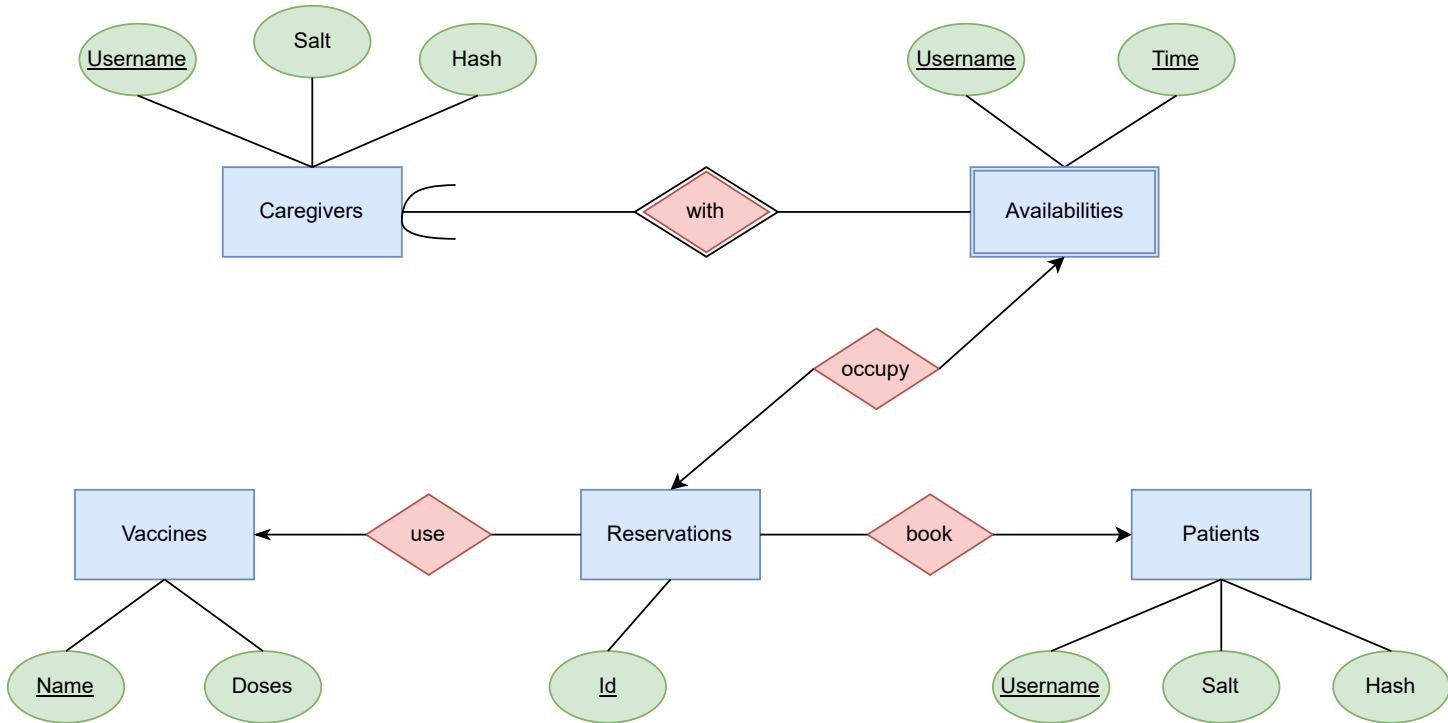 Username
Salt
Hash
Username
Time
Caregivers
with
Availabilities
occupy
Vaccines
use
Reservations
book
Patients
Name
Doses
Id
Username
Salt
Hash